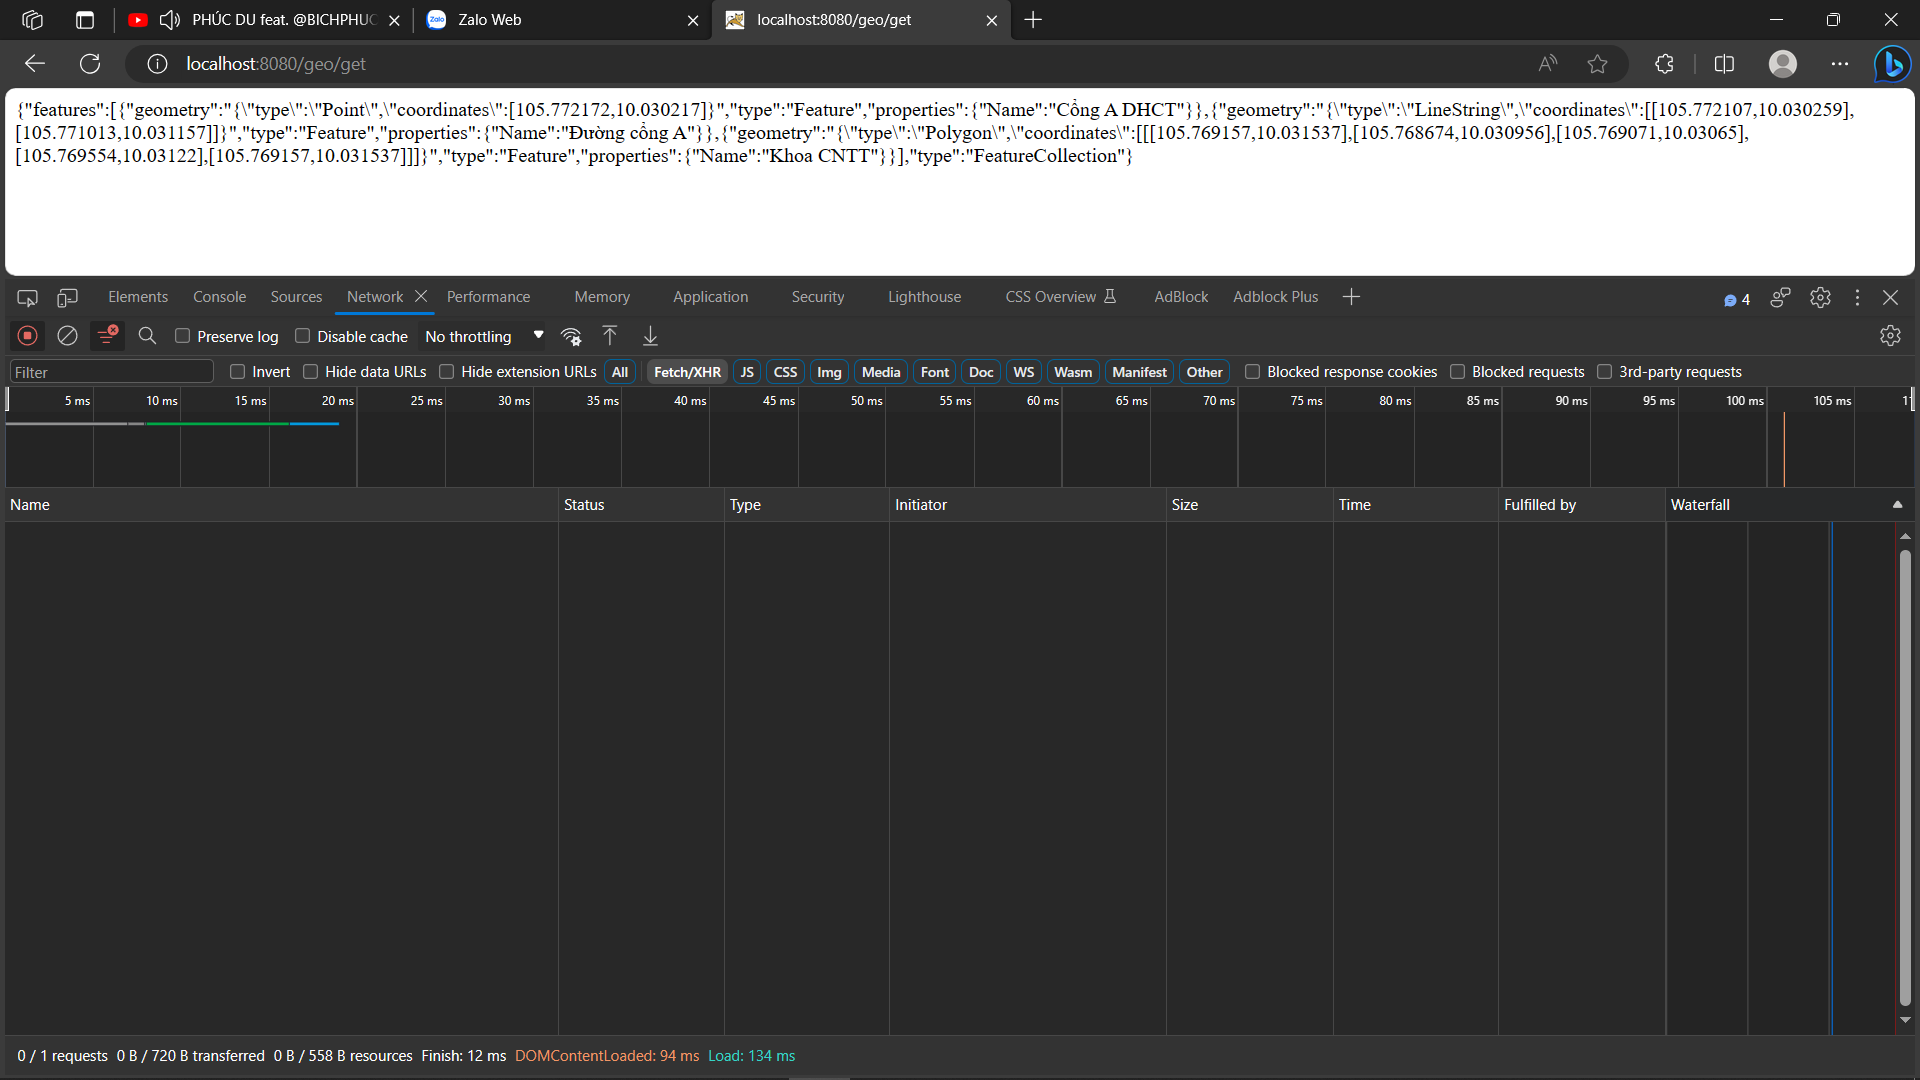 PHÚC DU feat. @BICHPHUC
Zalo Web
localhost:8080/geo/get
localhost:8080/geo/get
{"features":[{"geometry":"{\"type\":\"Point\",\"coordinates\":[105.772172,10.030217]}","type":"Feature","properties":{"Name":"Cổng A DHCT"}},{"geometry":"{\"type\":\"LineString\",\"coordinates\":[[105.772107,10.030259],
[105.771013,10.031157]]}","type":"Feature","properties":{"Name":"Đường cổng A"}},{"geometry":"{\"type\":\"Polygon\",\"coordinates\":[[[105.769157,10.031537],[105.768674,10.030956],[105.769071,10.03065],
[105.769554,10.03122],[105.769157,10.031537]]]}","type":"Feature","properties":{"Name":"Khoa CNTT"}}],"type":"FeatureCollection"}
Elements Console Sources Network Performance Memory Application Security Lighthouse CSS Overview AdBlock Adblock Plus 4
Preserve log Disable cache No throttling
Filter Invert Hide data URLs Hide extension URLs All Fetch/XHR JS CSS Img Media Font Doc WS Wasm Manifest Other Blocked response cookies Blocked requests 3rd-party requests
5 ms 10 ms 15 ms 20 ms 25 ms 30 ms 35 ms 40 ms 45 ms 50 ms 55 ms 60 ms 65 ms 70 ms 75 ms 80 ms 85 ms 90 ms 95 ms 100 ms 105 ms
Name Status Type Initiator Size Time Fulfilled by Waterfall
0 / 1 requests 0 B / 720 B transferred 0 B / 558 B resources Finish: 12 ms DOMContentLoaded: 94 ms Load: 134 ms